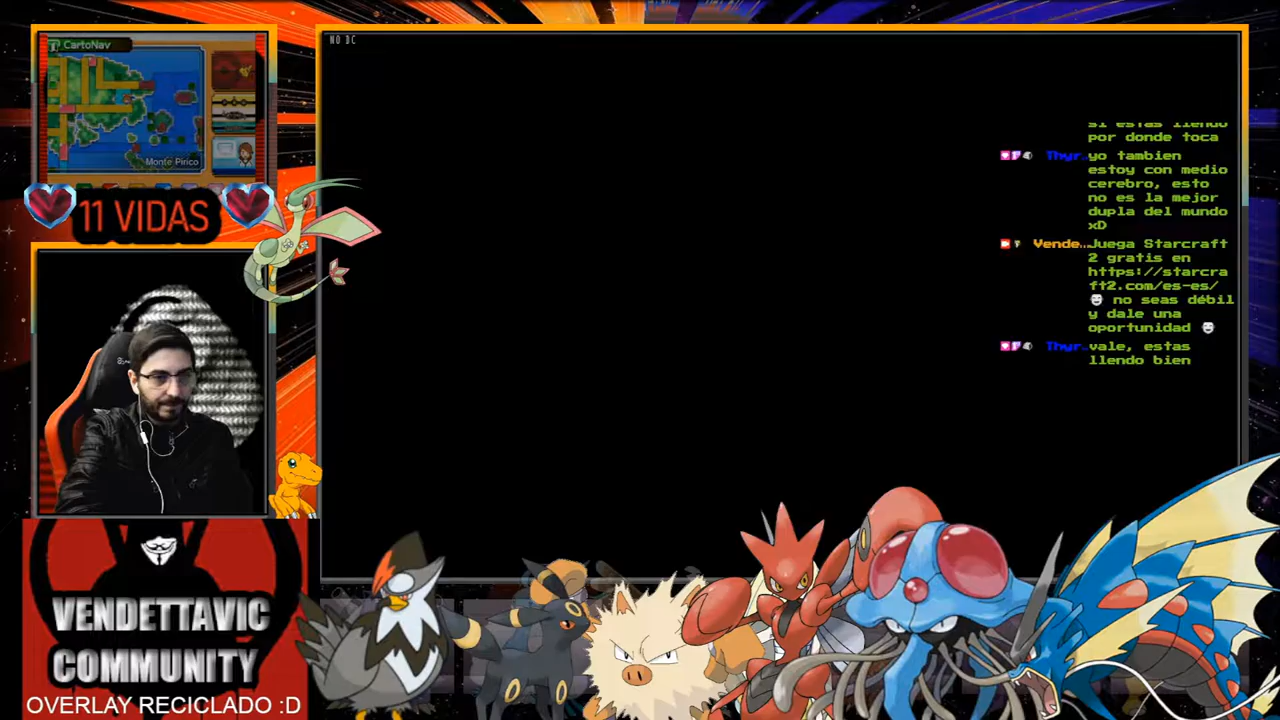 CartoNav
Monte Pírico
11 VIDAS
VENDETTAVIC
COMMUNITY
OVERLAY RECICLADO :D
NO DC
si estas llendo
por donde toca
Thyr.. yo tambien
estoy con medio
cerebro, esto
no es la mejor
dupla del mundo
xD
Vende.. Juega Starcraft
2 gratis en
https://starcra
ft2.com/es-es/
no seas débil
y dale una
oportunidad
Thyr.. vale, estas
llendo bien